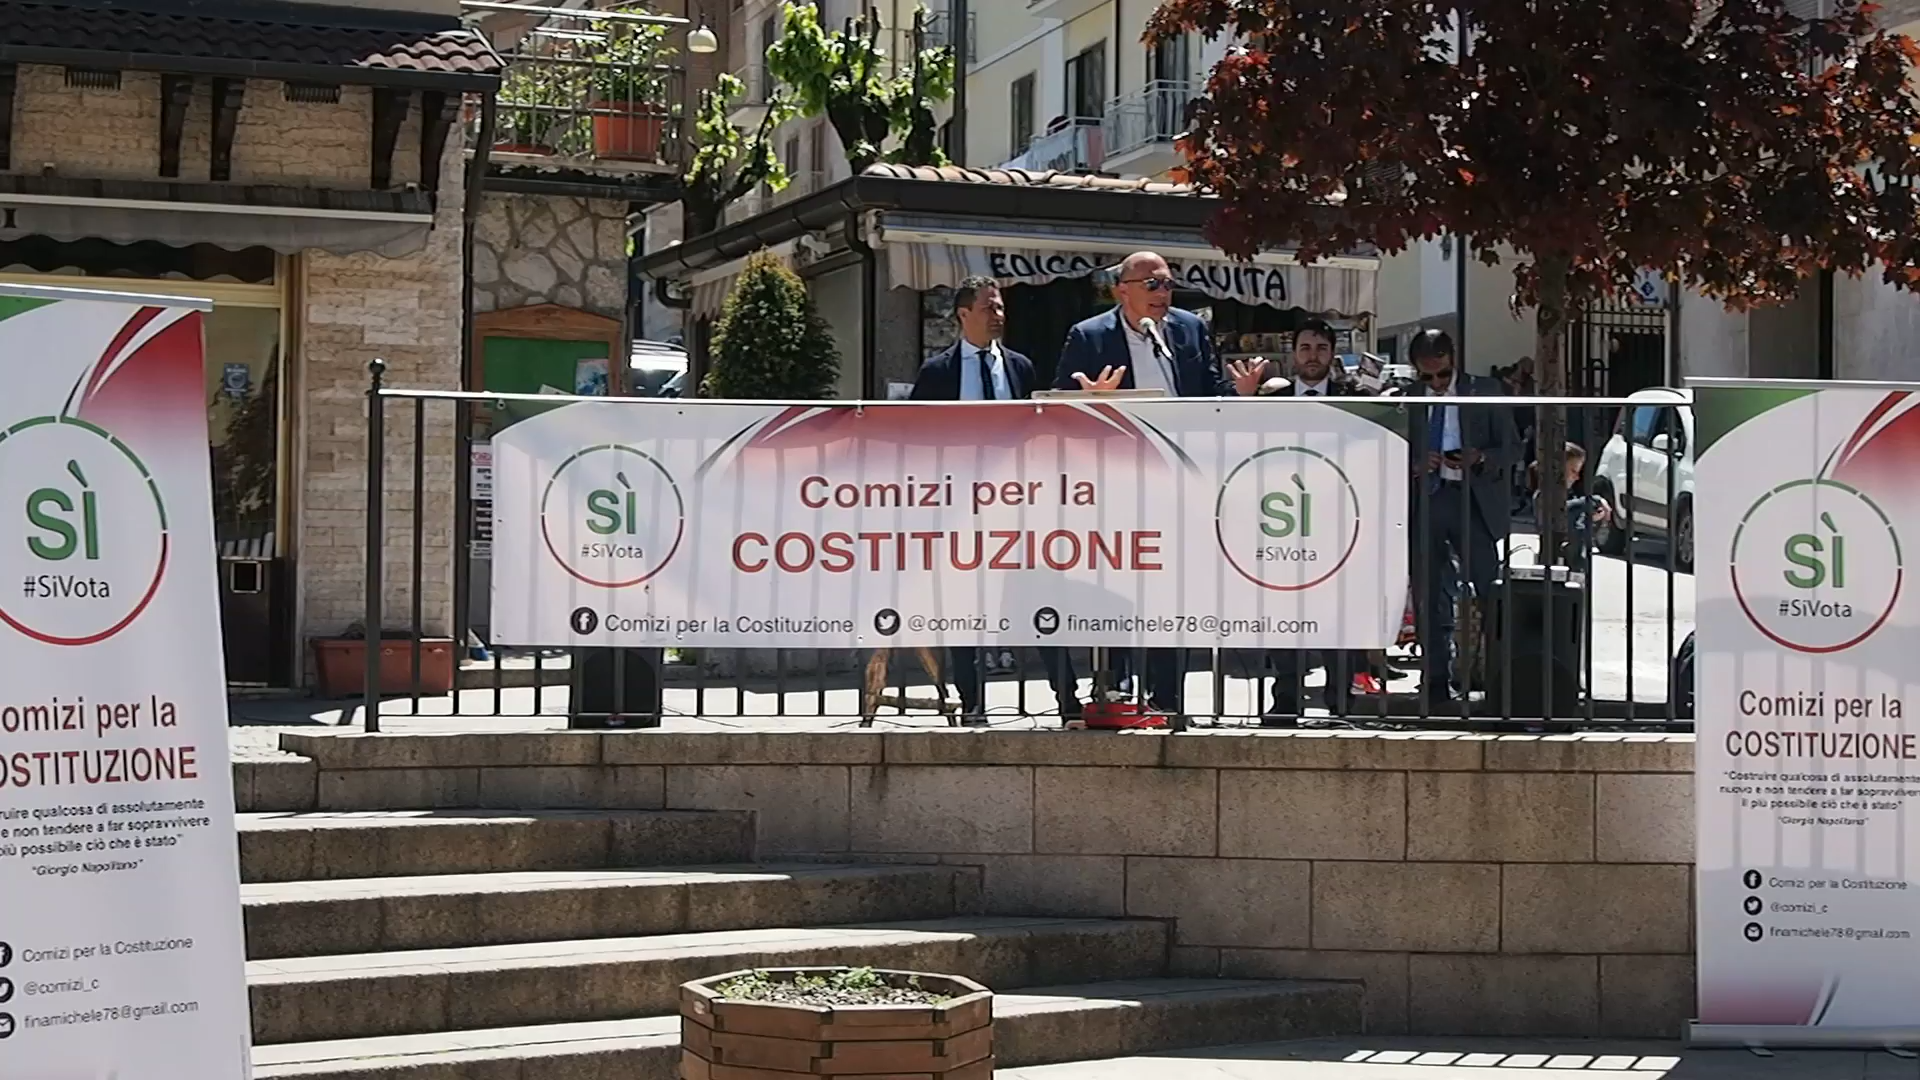 SÌ
#SiVota
omizi per la
OSTITUZIONE
ruire qualcosa di assolutamente
e non tendere a far sopravvivere
più possibile ciò che è stato"
"Giorgio Napolitano"
Comizi per la Costituzione
@comizi_c
finamichele78@gmail.com
SÌ
#SiVota
Comizi per la
COSTITUZIONE
SÌ
#SiVota
Comizi per la Costituzione @comizi_c finamichele78@gmail.com
SÌ
#SiVota
Comizi per la
COSTITUZIONE
"Costruire qualcosa di assolutamente
nuovo e non tendere a far sopravvivere
il più possibile ciò che è stato"
"Giorgio Napolitano"
Comizi per la Costituzione
@comizi_c
finamichele78@gmail.com